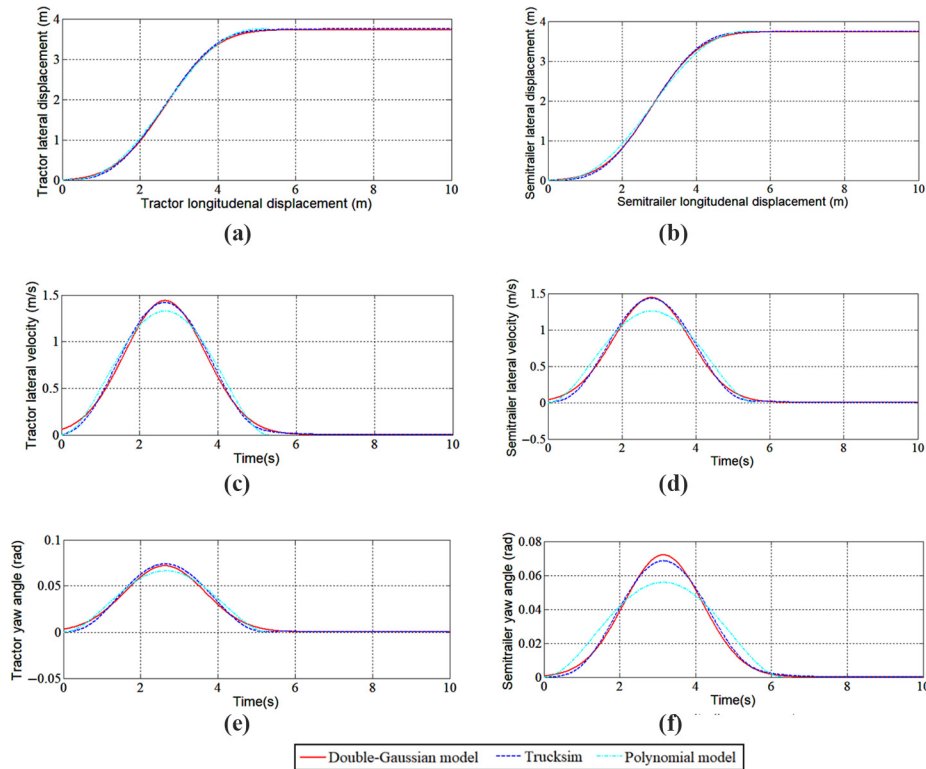 Tractor lateral displacement (m)
4
3
2
1
0
0 2 4 6 8 10
Tractor longitudenal displacement (m)
(a)
Semitrailer lateral displacement (m)
4
3
2
1
0
0 2 4 6 8 10
Semitrailer longitudenal displacement (m)
(b)
Tractor lateral velocity (m/s)
1.5
1
0.5
0
0 2 4 6 8 10
Time(s)
(c)
Semitrailer lateral velocity (m/s)
1.5
1
0.5
0
−0.5
0 2 4 6 8 10
Time(s)
(d)
Tractor yaw angle (rad)
0.1
0.05
0
−0.05
0 2 4 6 8 10
Time(s)
(e)
Semitrailer yaw angle (rad)
0.08
0.06
0.04
0.02
0
0 2 4 6 8 10
Time(s)
(f)
Double-Gaussian model Trucksim Polynomial model